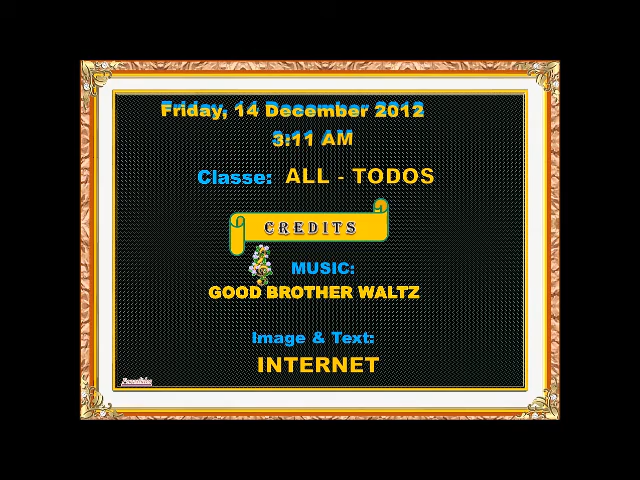 Friday, 14 December 2012
3:11 AM
Classe: ALL - TODOS
CREDITS
MUSIC:
GOOD BROTHER WALTZ
Image & Text:
INTERNET